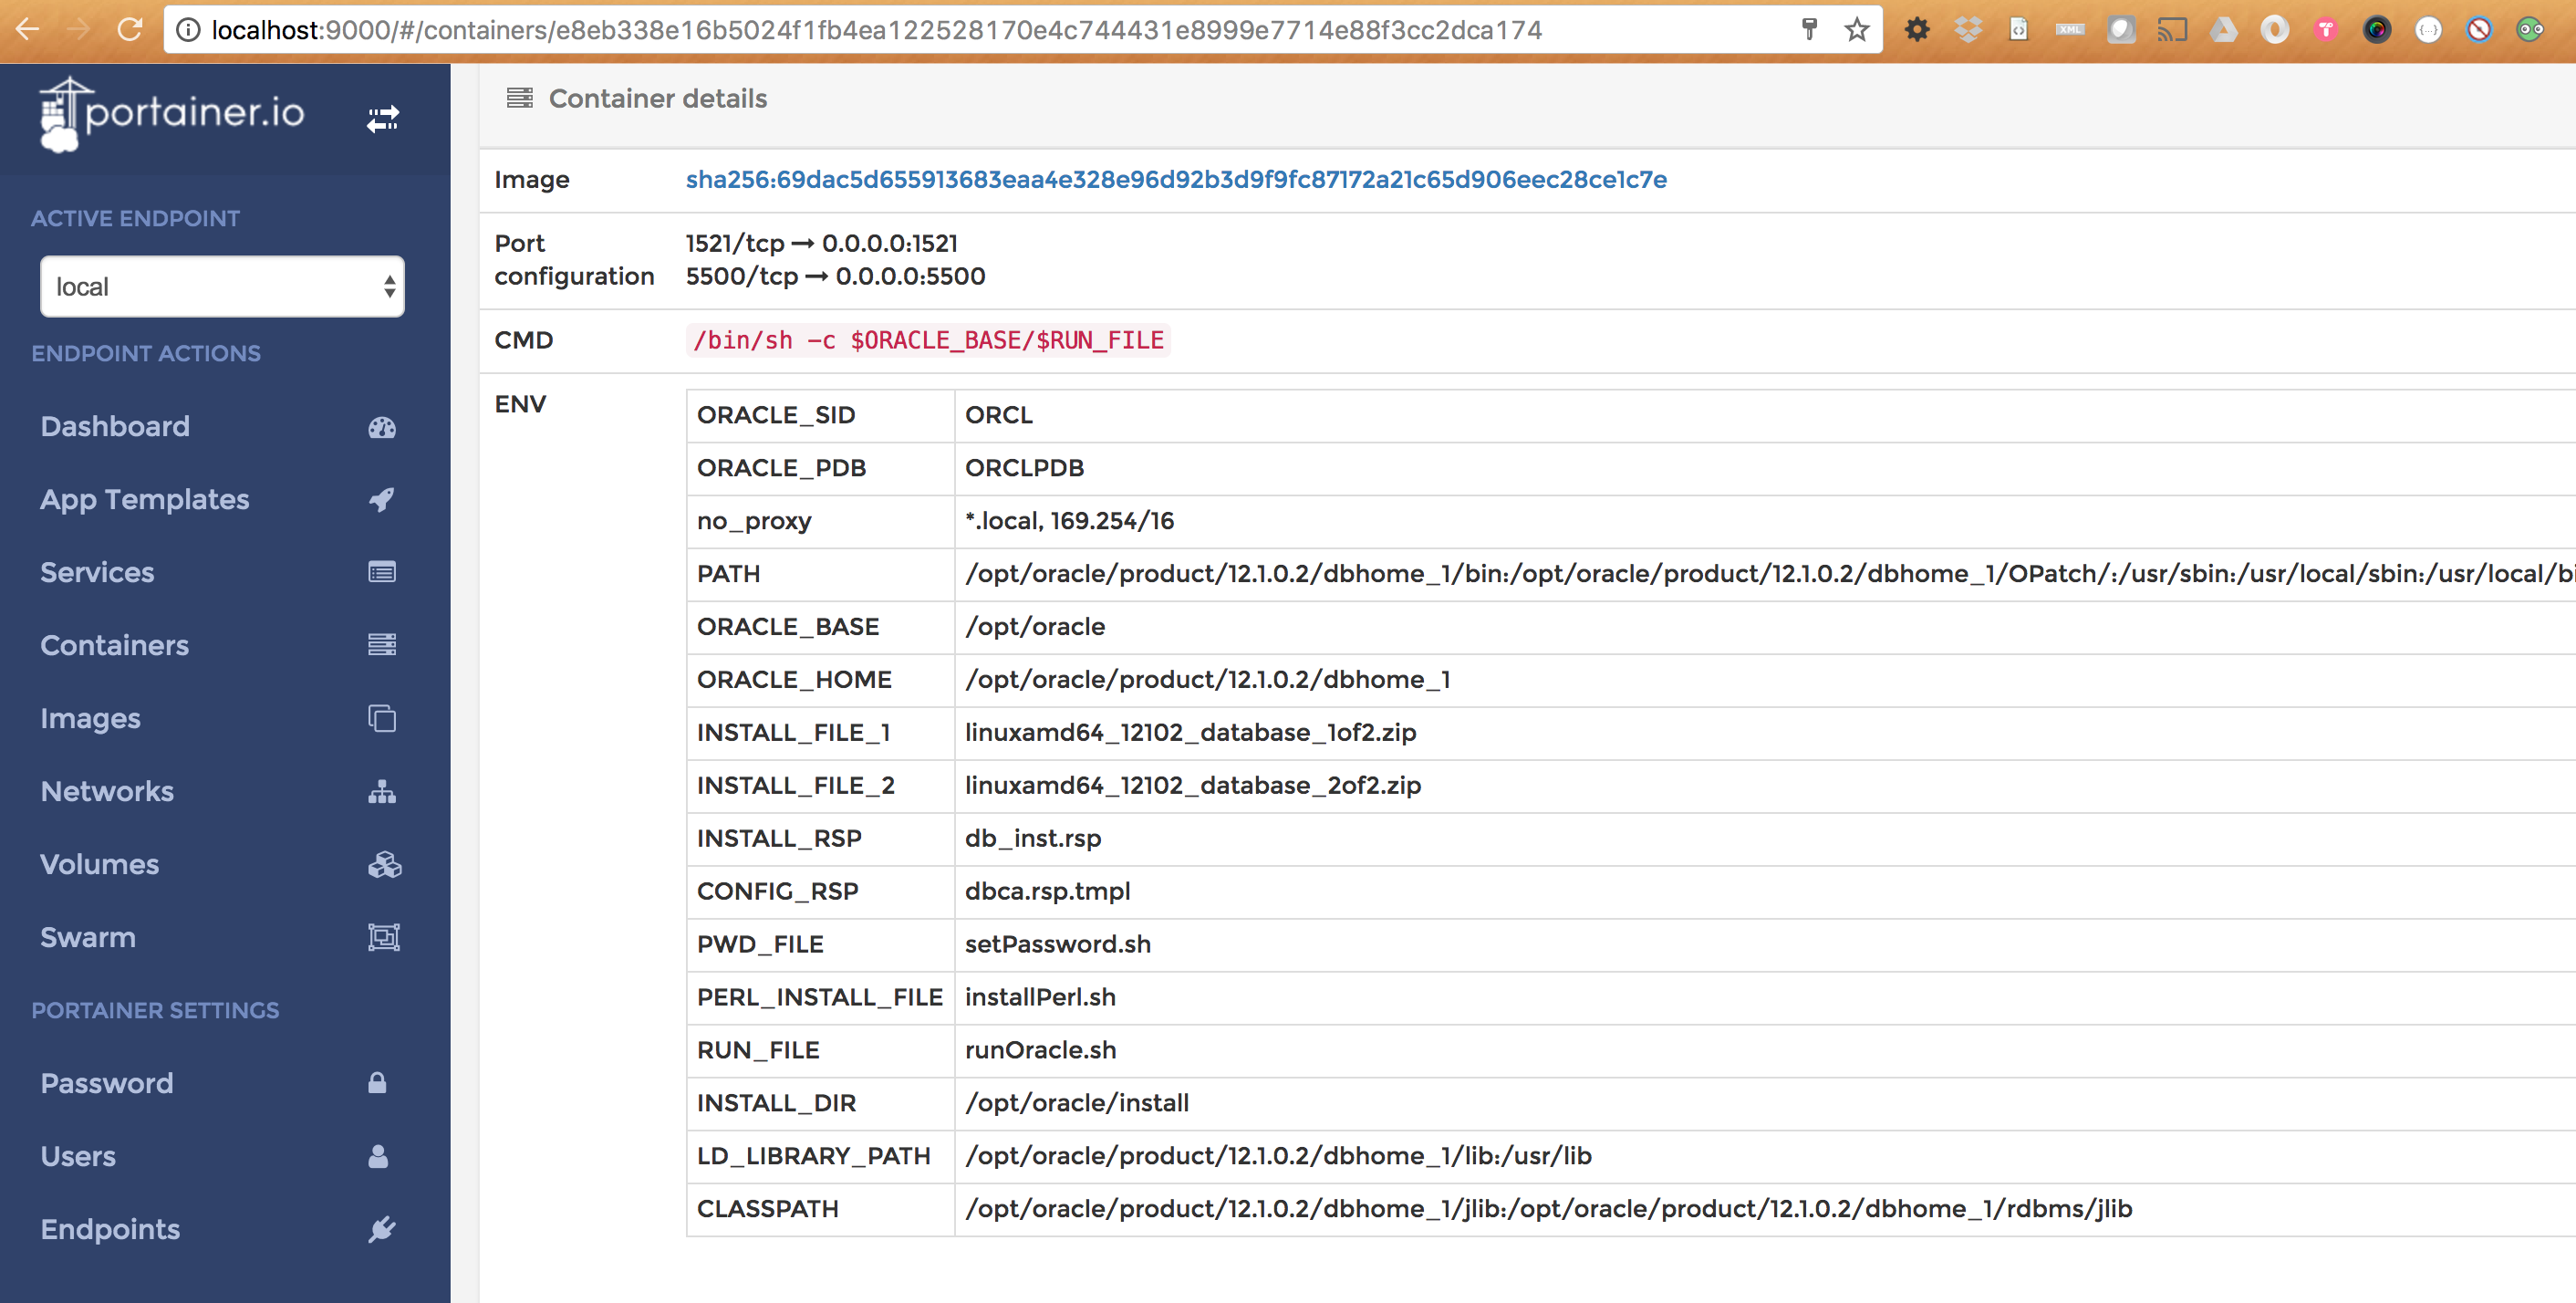 localhost:9000/#/containers/e8eb338e16b5024f1fb4ea122528170e4c744431e8999e7714e88f3cc2dca174
XML
portainer.io
ACTIVE ENDPOINT
local
ENDPOINT ACTIONS
Dashboard
App Templates
Services
Containers
Images
Networks
Volumes
Swarm
PORTAINER SETTINGS
Password
Users
Endpoints
Container details
Image sha256:69dac5d655913683eaa4e328e96d92b3d9f9fc87172a21c65d906eec28ce1c7e
Port configuration 1521/tcp → 0.0.0.0:1521
5500/tcp → 0.0.0.0:5500
CMD /bin/sh -c $ORACLE_BASE/$RUN_FILE
ENV
ORACLE_SID ORCL
ORACLE_PDB ORCLPDB
no_proxy *.local, 169.254/16
PATH /opt/oracle/product/12.1.0.2/dbhome_1/bin:/opt/oracle/product/12.1.0.2/dbhome_1/OPatch/:/usr/sbin:/usr/local/sbin:/usr/local/bi
ORACLE_BASE /opt/oracle
ORACLE_HOME /opt/oracle/product/12.1.0.2/dbhome_1
INSTALL_FILE_1 linuxamd64_12102_database_1of2.zip
INSTALL_FILE_2 linuxamd64_12102_database_2of2.zip
INSTALL_RSP db_inst.rsp
CONFIG_RSP dbca.rsp.tmpl
PWD_FILE setPassword.sh
PERL_INSTALL_FILE installPerl.sh
RUN_FILE runOracle.sh
INSTALL_DIR /opt/oracle/install
LD_LIBRARY_PATH /opt/oracle/product/12.1.0.2/dbhome_1/lib:/usr/lib
CLASSPATH /opt/oracle/product/12.1.0.2/dbhome_1/jlib:/opt/oracle/product/12.1.0.2/dbhome_1/rdbms/jlib